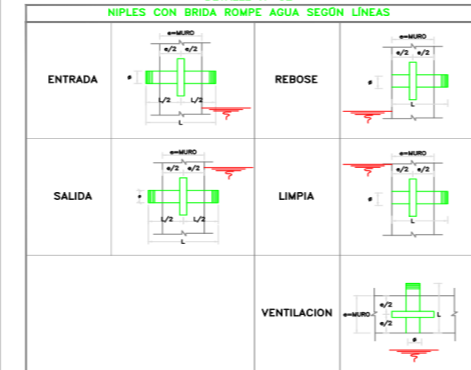 NIPLES CON BRIDA ROMPE AGUA SEGÚN LÍNEAS
ENTRADA
e=MURO
e/2 e/2
ø
L/2 L/2
L
REBOSE
e=MURO
e/2 e/2
ø
L
SALIDA
e=MURO
e/2 e/2
ø
L/2 L/2
L
LIMPIA
e=MURO
e/2 e/2
ø
L
VENTILACION
e=MURO
e/2
e/2
L
ø